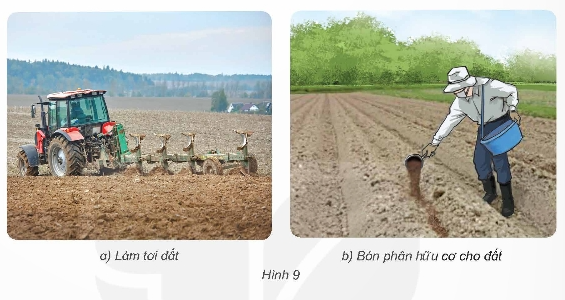 a) Làm tơi đất
b) Bón phân hữu cơ cho đất
Hình 9